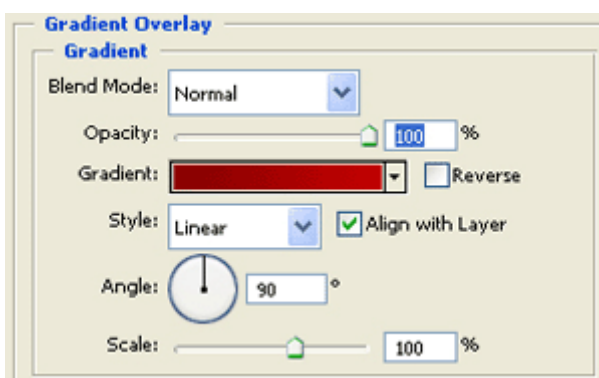 Gradient Overlay
Gradient
Blend Mode: Normal
Opacity: 100 %
Gradient: Reverse
Style: Linear Align with Layer
Angle: 90 °
Scale: 100 %